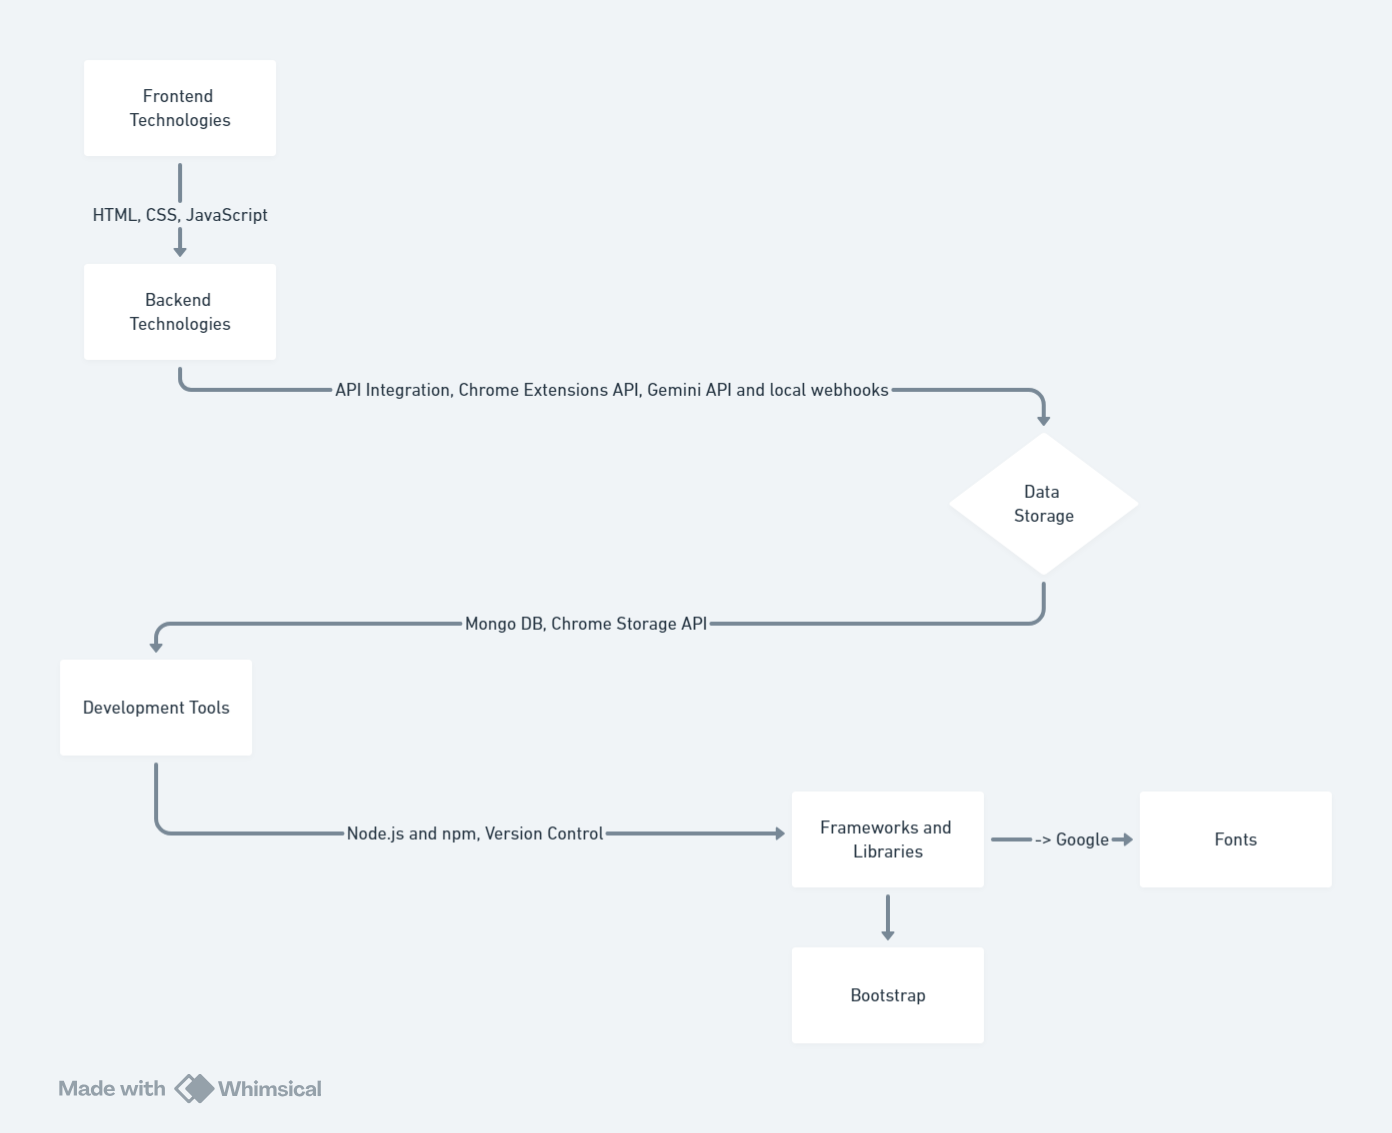 Frontend
Technologies
HTML, CSS, JavaScript
Backend
Technologies
API Integration, Chrome Extensions API, Gemini API and local webhooks
Data
Storage
Mongo DB, Chrome Storage API
Development Tools
Node.js and npm, Version Control
Frameworks and
Libraries
-> Google
Fonts
Bootstrap
Made with Whimsical